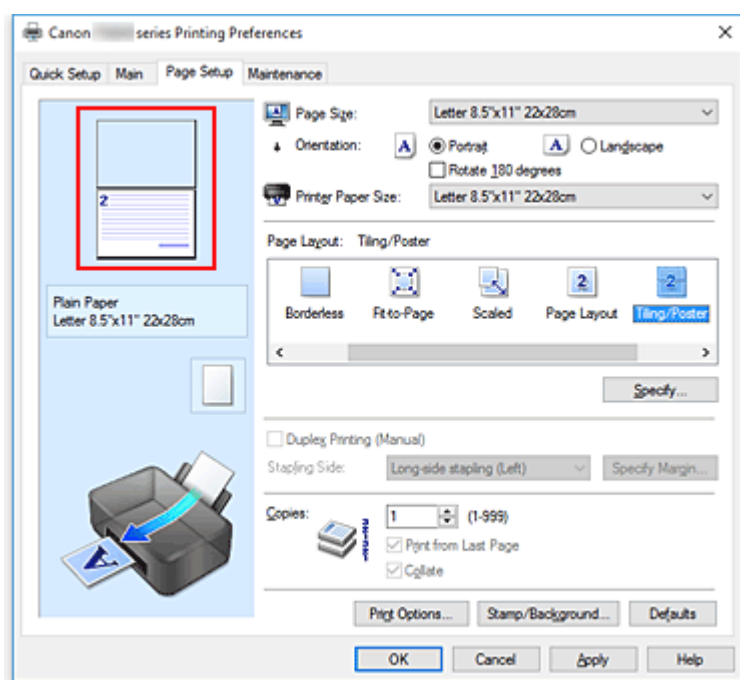 Canon series Printing Preferences
Quick Setup Main Page Setup Maintenance
2
Plain Paper
Letter 8.5"x11" 22x28cm
A
Page Size: Letter 8.5"x11" 22x28cm
Orientation: A Portrait A Landscape
Rotate 180 degrees
Printer Paper Size: Letter 8.5"x11" 22x28cm
Page Layout: Tiling/Poster
2 2
Borderless Fit-to-Page Scaled Page Layout Tiling/Poster
Specify...
Duplex Printing (Manual)
Stapling Side: Long-side stapling (Left) Specify Margin...
Copies: 1 (1-999)
Print from Last Page
Collate
Print Options... Stamp/Background... Defaults
OK Cancel Apply Help